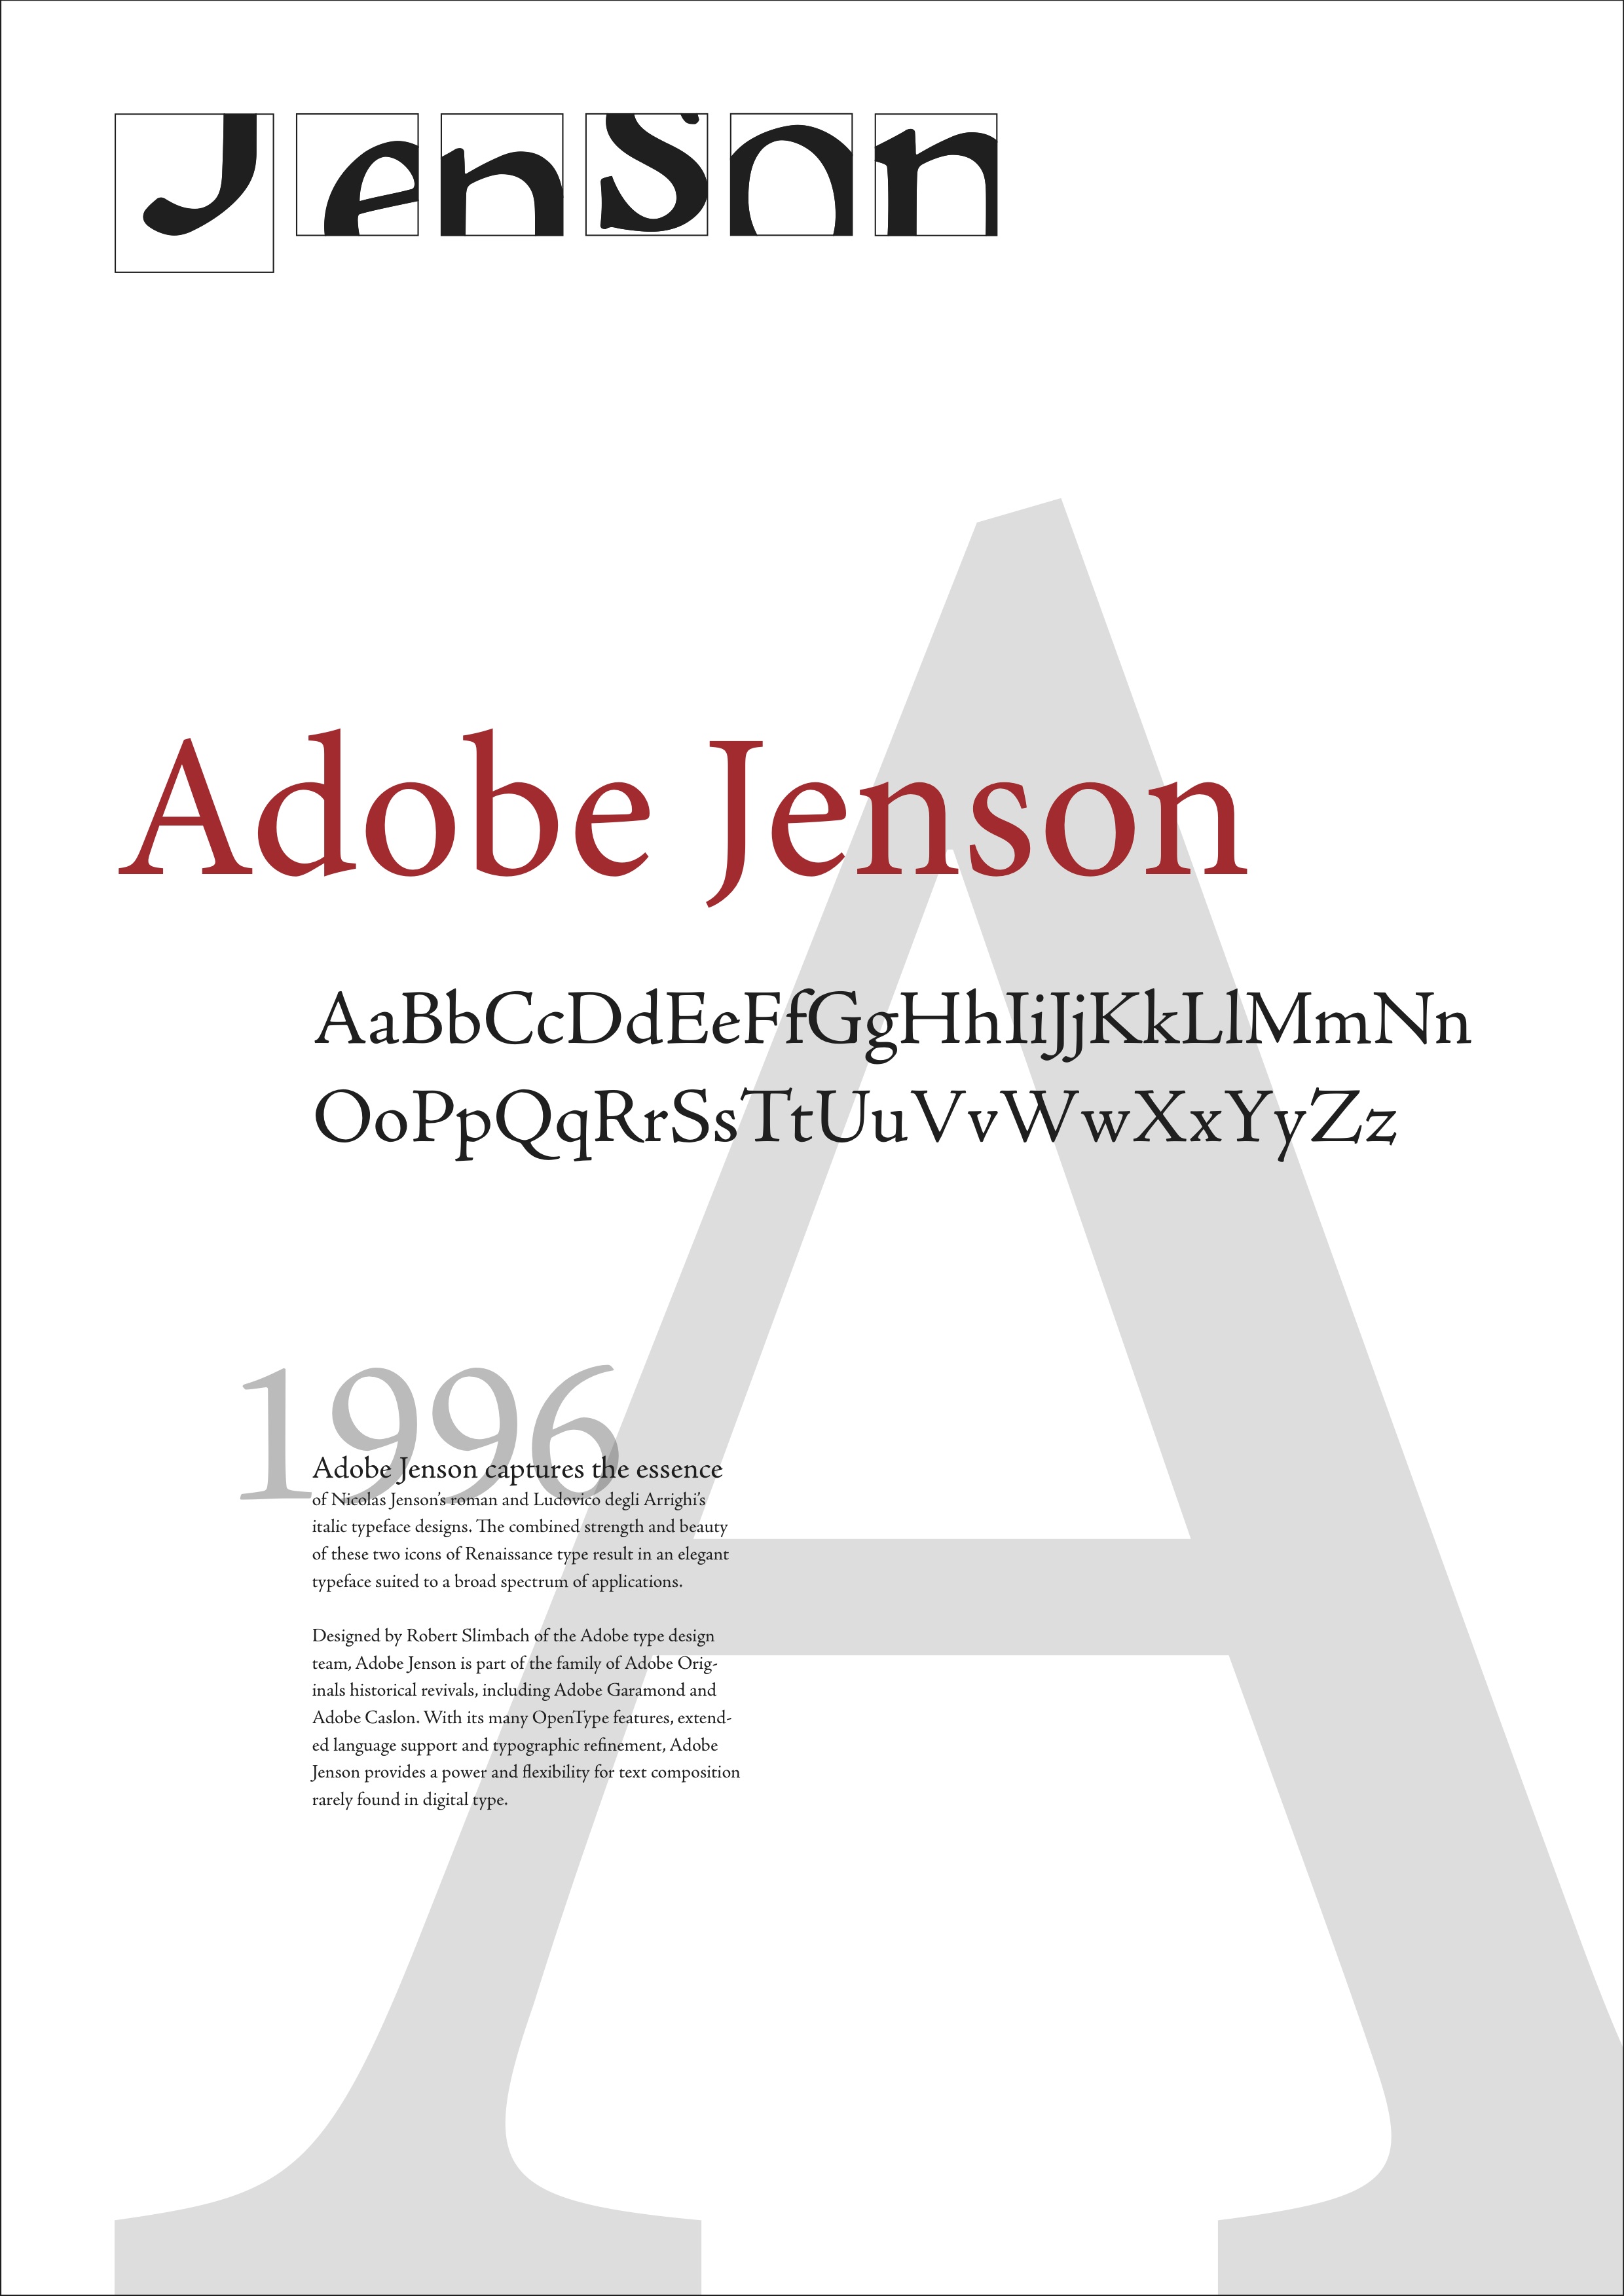 Jenson
Adobe Jenson
AaBbCcDdEeFfGgHhIiJjKkLlMmNn
OoPpQqRrSsTtUuVvWwXxYyZz
1996
Adobe Jenson captures the essence
of Nicolas Jenson's roman and Ludovico degli Arrighi's
italic typeface designs. The combined strength and beauty
of these two icons of Renaissance type result in an elegant
typeface suited to a broad spectrum of applications.
Designed by Robert Slimbach of the Adobe type design
team, Adobe Jenson is part of the family of Adobe Orig-
inals historical revivals, including Adobe Garamond and
Adobe Caslon. With its many OpenType features, extend-
ed language support and typographic refinement, Adobe
Jenson provides a power and flexibility for text composition
rarely found in digital type.
A